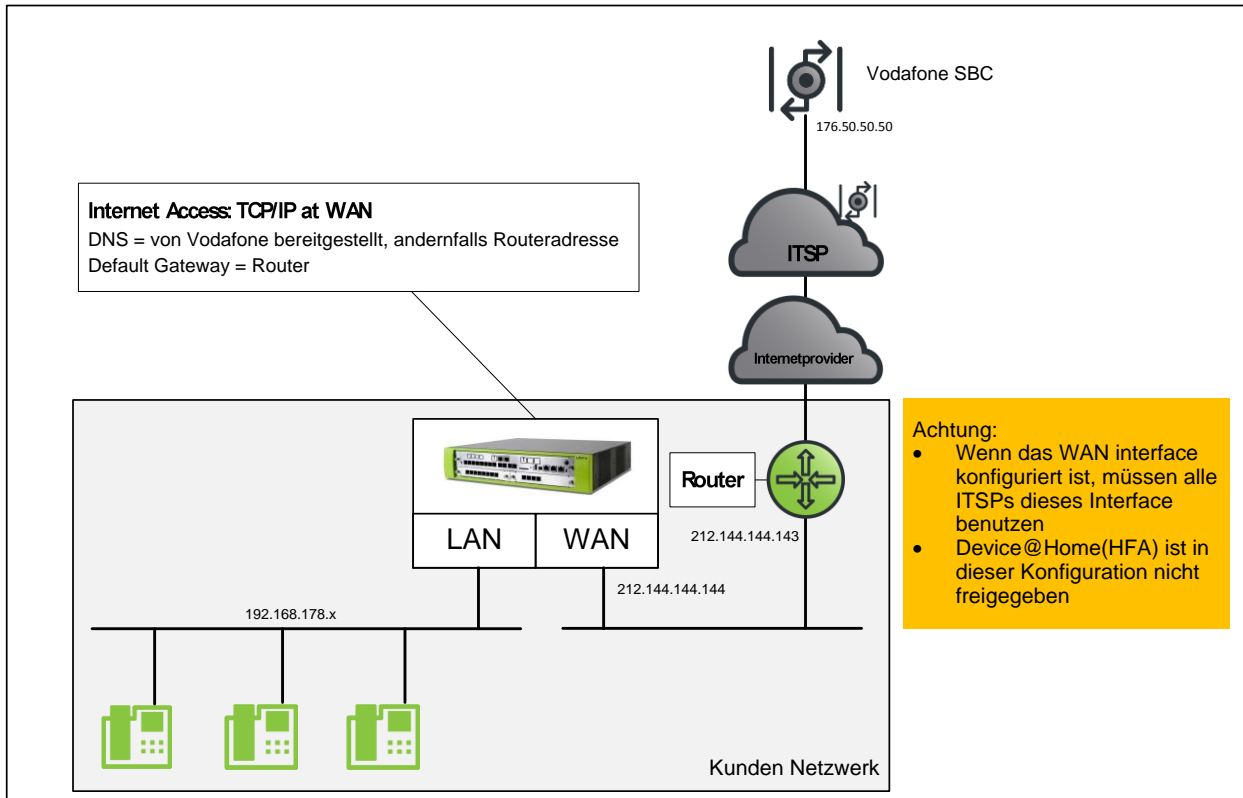 Vodafone SBC
176.50.50.50
Internet Access: TCP/IP at WAN
DNS = von Vodafone bereitgestellt, andernfalls Routeradresse
Default Gateway = Router
ITSP
Internetprovider
Achtung:
• Wenn das WAN interface
konfiguriert ist, müssen alle
ITSPs dieses Interface
benutzen
• Device@Home(HFA) ist in
dieser Konfiguration nicht
freigegeben
Router
LAN
WAN
212.144.144.143
212.144.144.144
192.168.178.x
Kunden Netzwerk